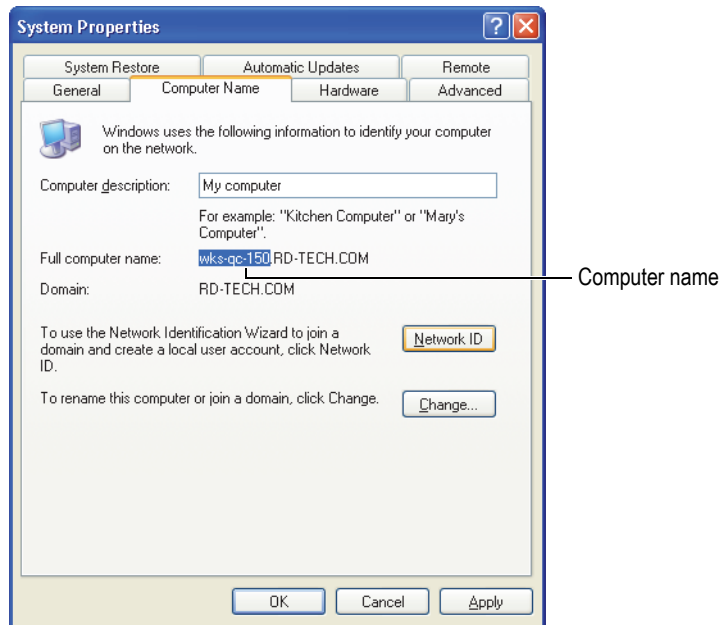 System Properties
System Restore Automatic Updates Remote
General Computer Name Hardware Advanced
Windows uses the following information to identify your computer
on the network.
Computer description: My computer
For example: "Kitchen Computer" or "Mary's
Computer".
Full computer name: wks-qc-150.RD-TECH.COM
Computer name
Domain: RD-TECH.COM
To use the Network Identification Wizard to join a
domain and create a local user account, click Network
ID.
Network ID
To rename this computer or join a domain, click Change.
Change...
OK Cancel Apply